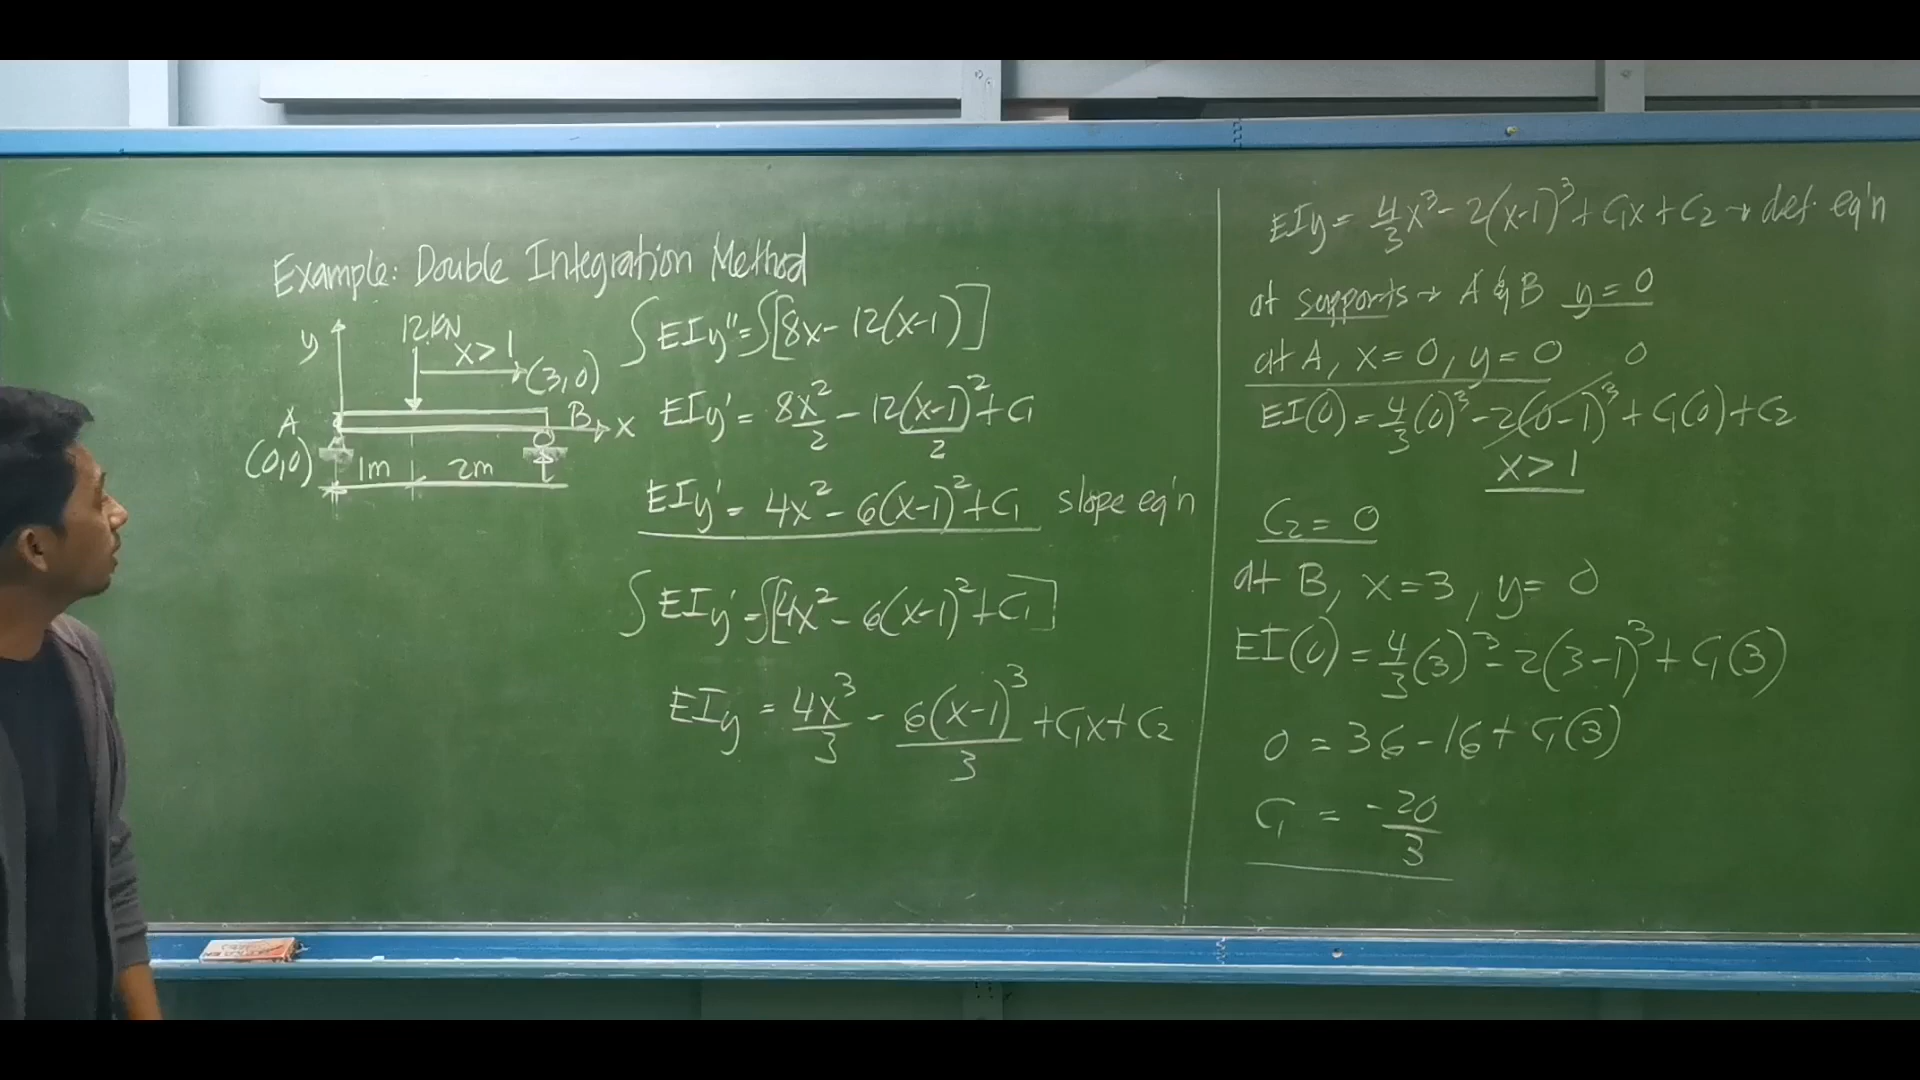 Example: Double Integration Method
y
12kN
x>1
(3,0)
A
B
x
(0,0)
1m
2m
∫EIy''=∫[8x-12(x-1)]
EIy' = 8x²/2 - 12(x-1)²/2 + C₁
EIy' = 4x² - 6(x-1)² + C₁ slope eq'n
∫EIy'=∫[4x² - 6(x-1)² + C₁]
EIy = 4x³/3 - 6(x-1)³/3 + C₁x + C₂
EIy = 4/3 x³ - 2(x-1)³ + C₁x + C₂ → def. eq'n
at supports → A & B y=0
at A, x=0, y=0 0
EI(0) = 4/3 (0)³ - 2(0-1)³ + C₁(0) + C₂
x>1
C₂ = 0
at B, x=3, y=0
EI(0) = 4/3 (3)³ - 2(3-1)³ + C₁(3)
0 = 36-16+C₁(3)
C₁ = -20/3